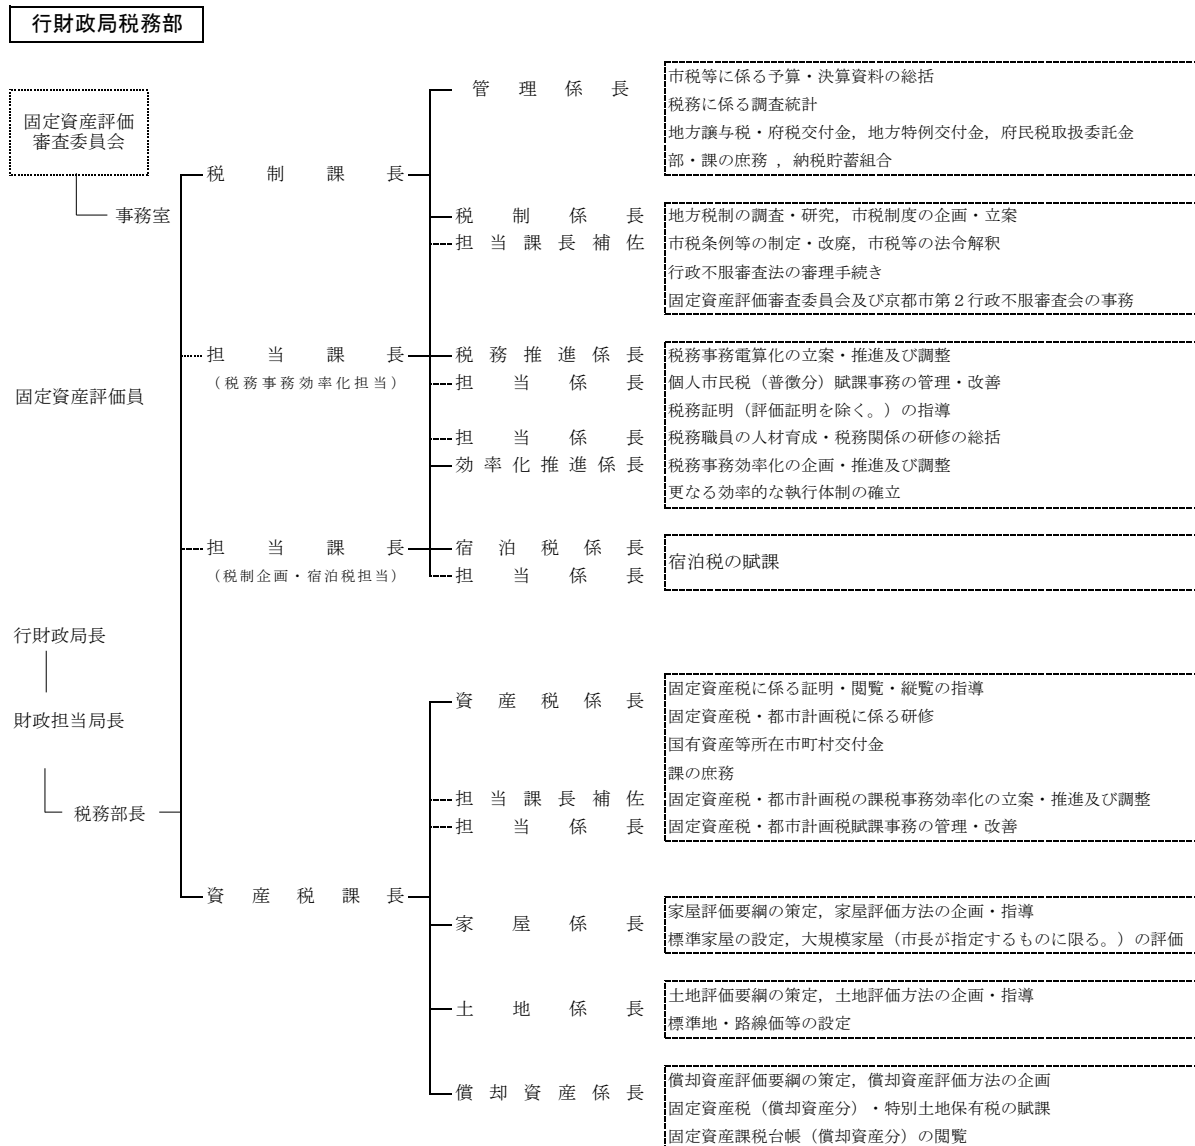 行財政局税務部
固定資産評価
審査委員会
事務室
固定資産評価員
行財政局長
財政担当局長
税務部長
税制課長
管理係長
市税等に係る予算・決算資料の総括
税務に係る調査統計
地方譲与税・府税交付金，地方特例交付金，府民税取扱委託金
部・課の庶務，納税貯蓄組合
税制係長
担当課長補佐
地方税制の調査・研究，市税制度の企画・立案
市税条例等の制定・改廃，市税等の法令解釈
行政不服審査法の審理手続き
固定資産評価審査委員会及び京都市第２行政不服審査会の事務
担当課長
（税務事務効率化担当）
税務推進係長
担当係長
担当係長
効率化推進係長
税務事務電算化の立案・推進及び調整
個人市民税（普徴分）賦課事務の管理・改善
税務証明（評価証明を除く。）の指導
税務職員の人材育成・税務関係の研修の総括
税務事務効率化の企画・推進及び調整
更なる効率的な執行体制の確立
担当課長
（税制企画・宿泊税担当）
宿泊税係長
担当係長
宿泊税の賦課
資産税課長
資産税係長
担当課長補佐
担当係長
固定資産税に係る証明・閲覧・縦覧の指導
固定資産税・都市計画税に係る研修
国有資産等所在市町村交付金
課の庶務
固定資産税・都市計画税の課税事務効率化の立案・推進及び調整
固定資産税・都市計画税賦課事務の管理・改善
家屋係長
家屋評価要綱の策定，家屋評価方法の企画・指導
標準家屋の設定，大規模家屋（市長が指定するものに限る。）の評価
土地係長
土地評価要綱の策定，土地評価方法の企画・指導
標準地・路線価等の設定
償却資産係長
償却資産評価要綱の策定，償却資産評価方法の企画
固定資産税（償却資産分）・特別土地保有税の賦課
固定資産課税台帳（償却資産分）の閲覧